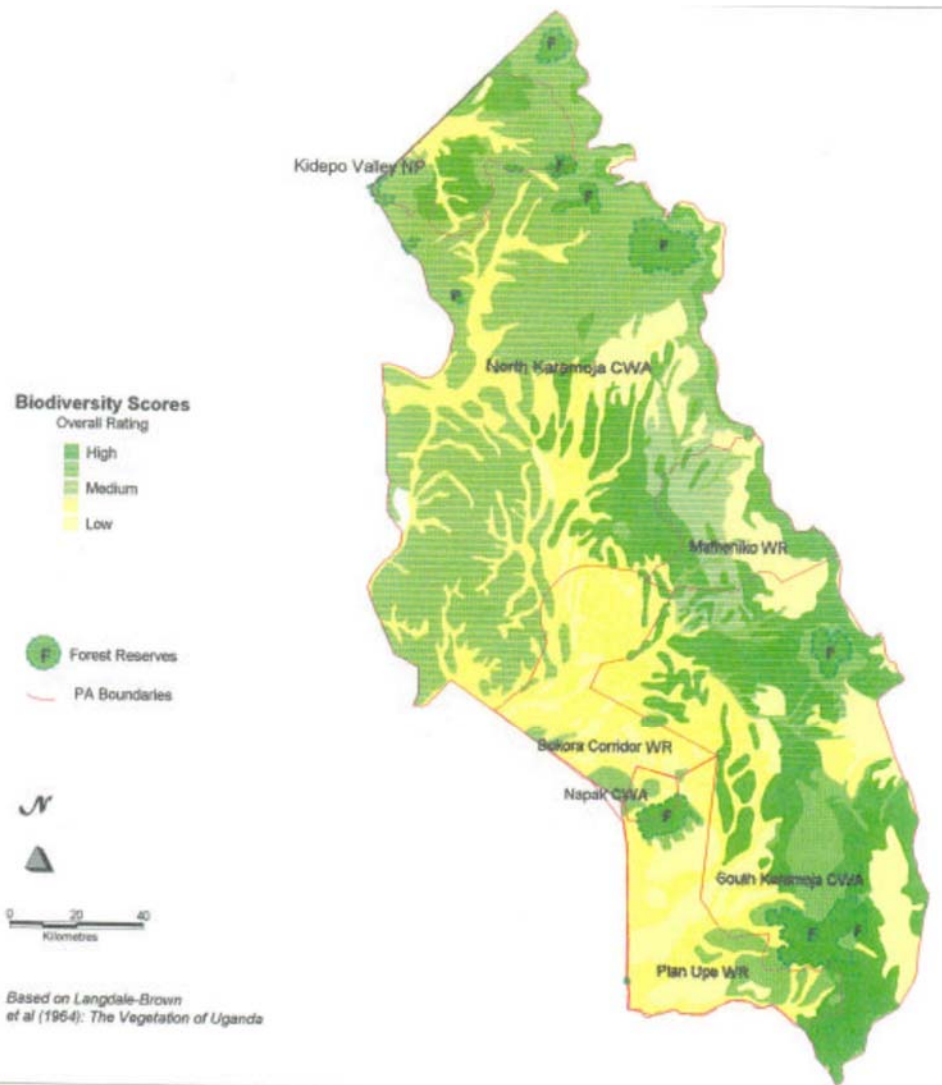 F
Kidepo Valley NP
F
F
F
F
North Karamoja CWA
Biodiversity Scores
Overall Rating
High
Medium
Low
Matheniko WR
F
F Forest Reserves
PA Boundaries
Bokora Corridor WR
Napak CWA
F
N
South Karamoja CWA
0 20 40
Kilometres
F F
Pian Upe WR
Based on Langdale-Brown
et al (1964): The Vegetation of Uganda